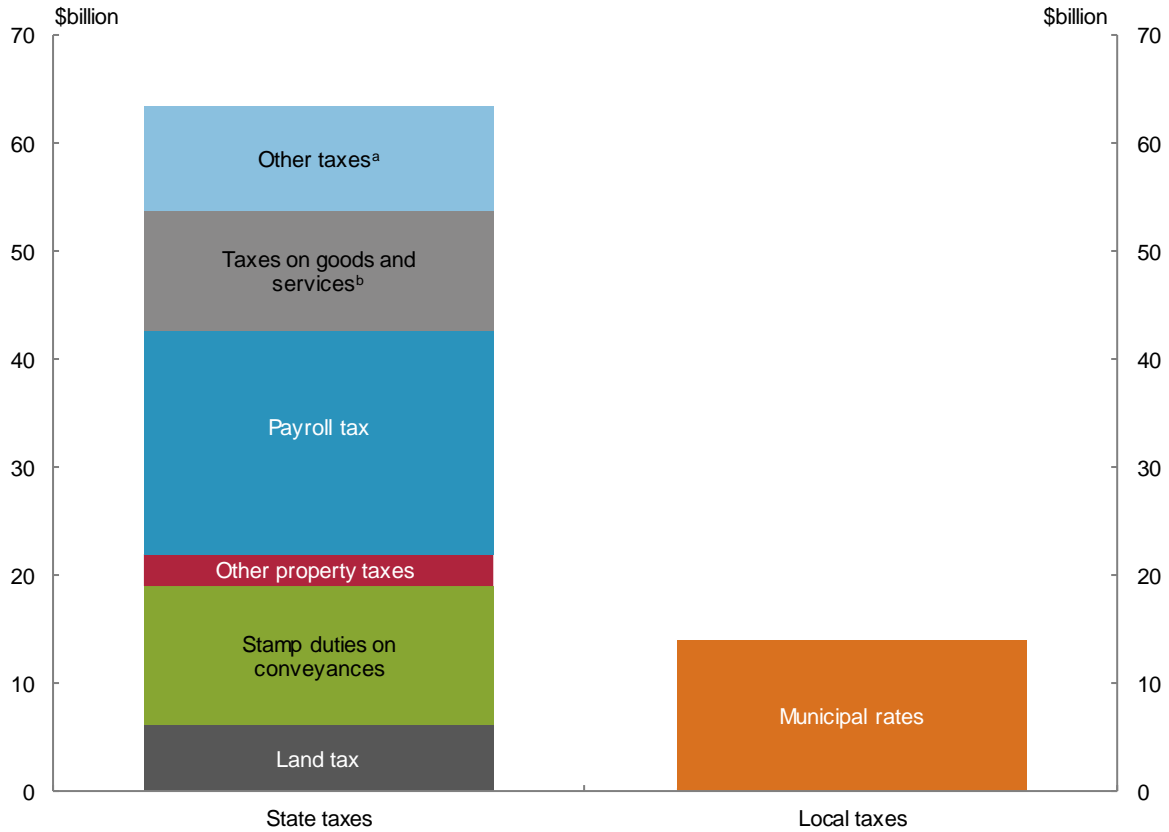 $billion
$billion
70
60
50
40
30
20
10
0
Other taxesᵃ
Taxes on goods and
servicesᵇ
Payroll tax
Other property taxes
Stamp duties on
conveyances
Land tax
Municipal rates
70
60
50
40
30
20
10
0
State taxes
Local taxes